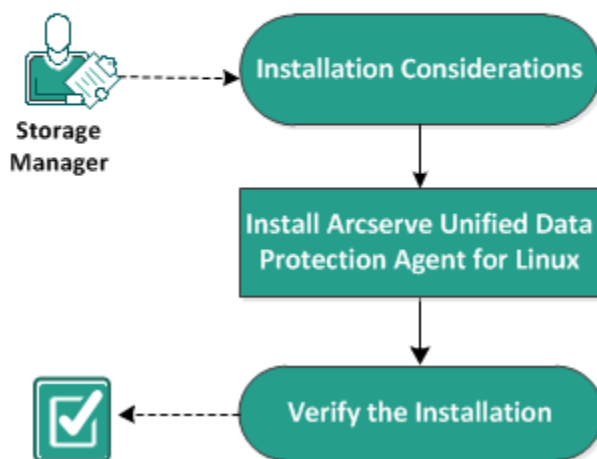 Installation Considerations
Storage
Manager
Install Arcserve Unified Data
Protection Agent for Linux
Verify the Installation